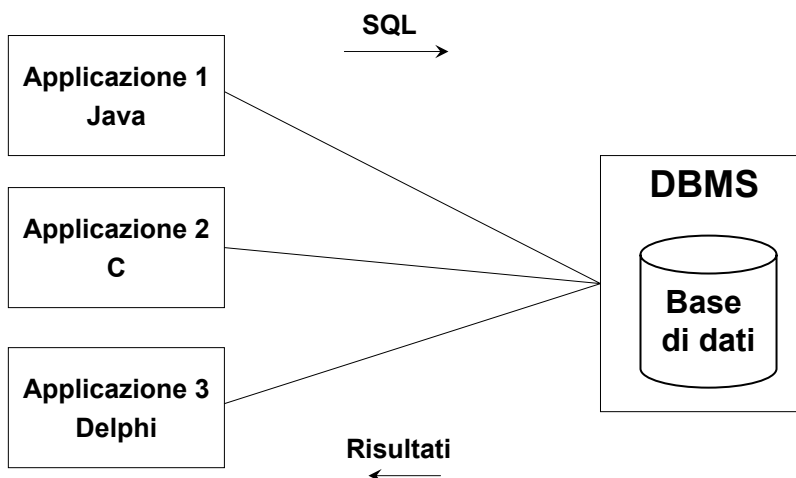 SQL
Applicazione 1
Java
DBMS
Applicazione 2
C
Base
di dati
Applicazione 3
Delphi
Risultati